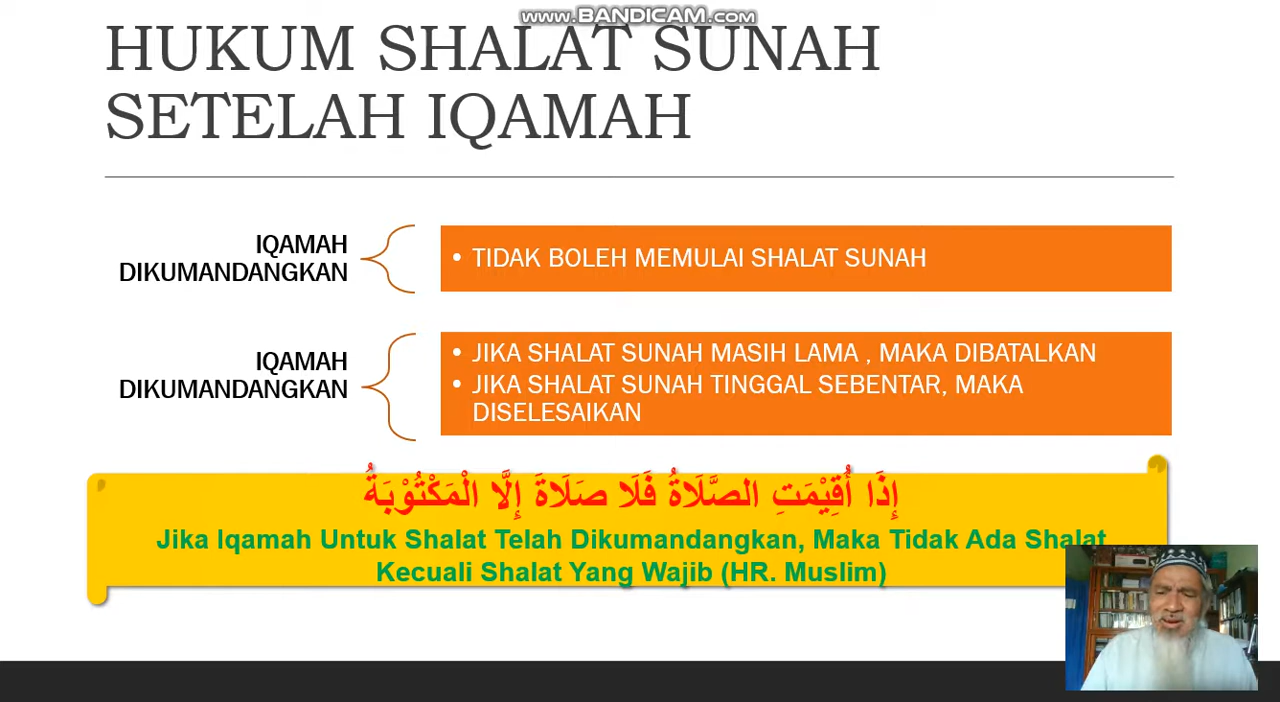 www.BANDICAM.com
HUKUM SHALAT SUNAH
SETELAH IQAMAH
IQAMAH
DIKUMANDANGKAN
• TIDAK BOLEH MEMULAI SHALAT SUNAH
IQAMAH
DIKUMANDANGKAN
• JIKA SHALAT SUNAH MASIH LAMA , MAKA DIBATALKAN
• JIKA SHALAT SUNAH TINGGAL SEBENTAR, MAKA
DISELESAIKAN
إِذَا أُقِيْمَتِ الصَّلَاةُ فَلَا صَلَاةَ إِلَّا الْمَكْتُوْبَةُ
Jika Iqamah Untuk Shalat Telah Dikumandangkan, Maka Tidak Ada Shalat
Kecuali Shalat Yang Wajib (HR. Muslim)